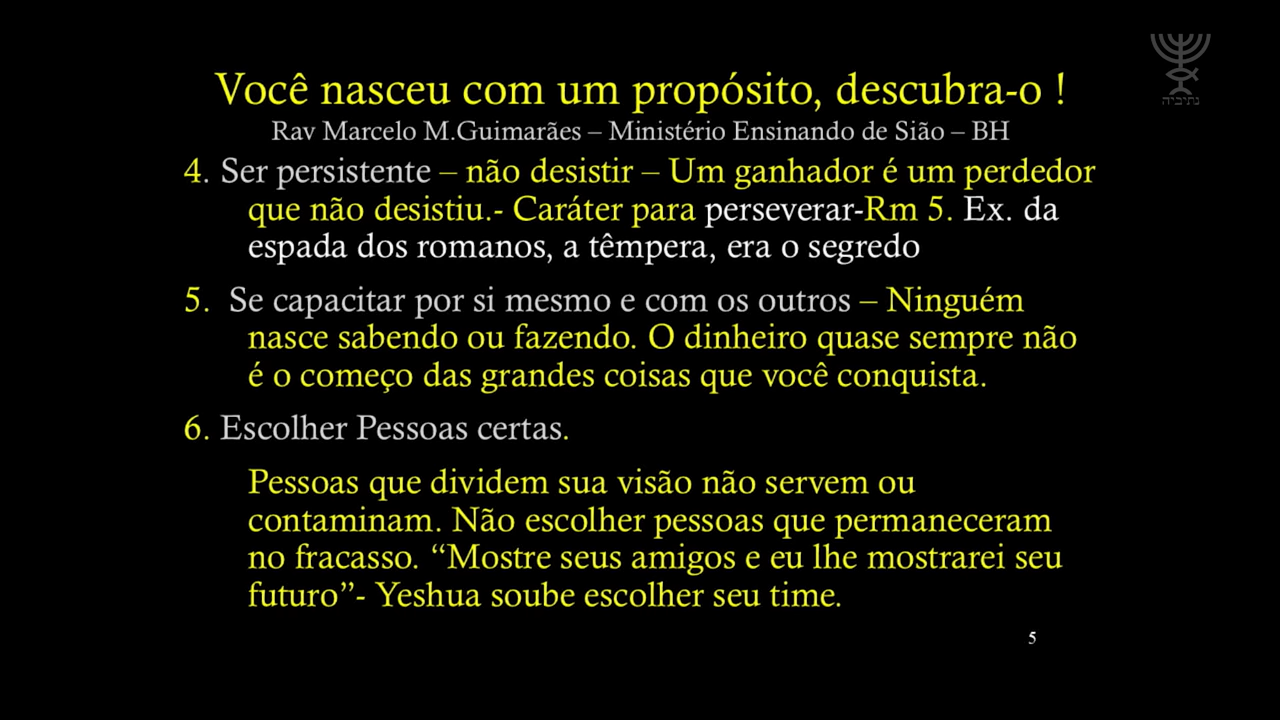 נתיביה
Você nasceu com um propósito, descubra-o !
Rav Marcelo M.Guimarães – Ministério Ensinando de Sião – BH
4. Ser persistente – não desistir – Um ganhador é um perdedor
que não desistiu.- Caráter para perseverar-Rm 5. Ex. da
espada dos romanos, a têmpera, era o segredo
5. Se capacitar por si mesmo e com os outros – Ninguém
nasce sabendo ou fazendo. O dinheiro quase sempre não
é o começo das grandes coisas que você conquista.
6. Escolher Pessoas certas.
Pessoas que dividem sua visão não servem ou
contaminam. Não escolher pessoas que permaneceram
no fracasso. “Mostre seus amigos e eu lhe mostrarei seu
futuro”- Yeshua soube escolher seu time.
5